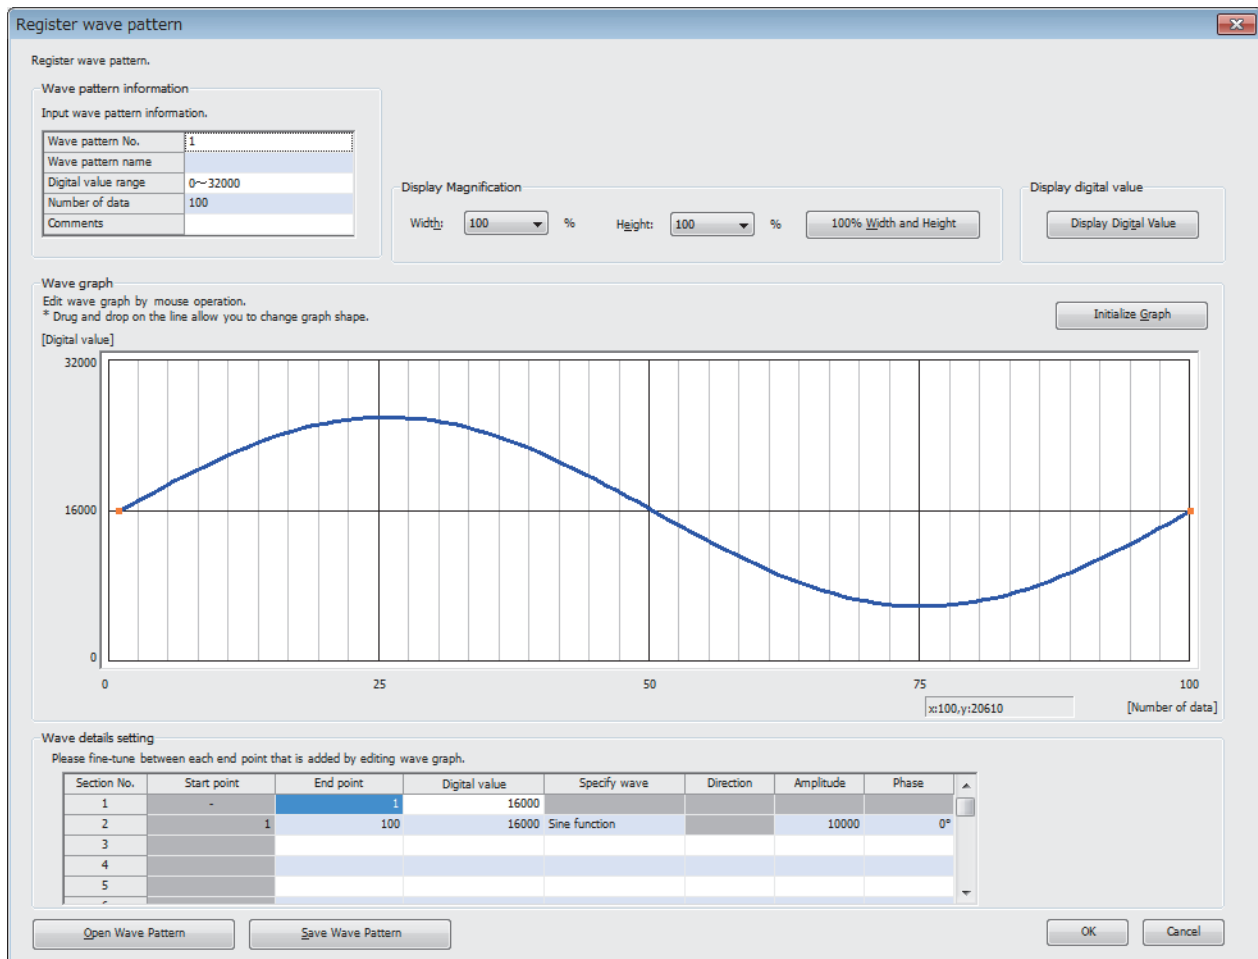 Register wave pattern
Register wave pattern.
Wave pattern information
Input wave pattern information.
Wave pattern No. 1
Wave pattern name
Digital value range 0～32000
Number of data 100
Comments
Display Magnification
Width: 100 % Height: 100 % 100% Width and Height
Display digital value
Display Digital Value
Wave graph
Edit wave graph by mouse operation.
* Drug and drop on the line allow you to change graph shape.
Initialize Graph
[Digital value]
32000
16000
0
0 25 50 75 100
x:100,y:20610
[Number of data]
Wave details setting
Please fine-tune between each end point that is added by editing wave graph.
Section No. Start point End point Digital value Specify wave Direction Amplitude Phase
1 - 1 16000
2 1 100 16000 Sine function 10000 0°
3
4
5
Open Wave Pattern Save Wave Pattern OK Cancel